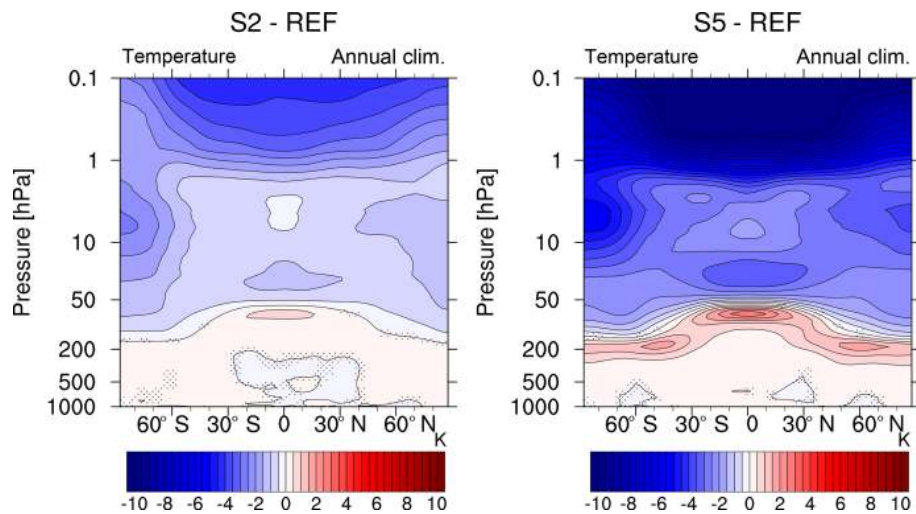 S2 - REF
Temperature Annual clim.
Pressure [hPa]
0.1
1
10
50
200
500
1000
60° S 30° S 0 30° N 60° N
K
-10 -8 -6 -4 -2 0 2 4 6 8 10
S5 - REF
Temperature Annual clim.
Pressure [hPa]
0.1
1
10
50
200
500
1000
60° S 30° S 0 30° N 60° N
K
-10 -8 -6 -4 -2 0 2 4 6 8 10